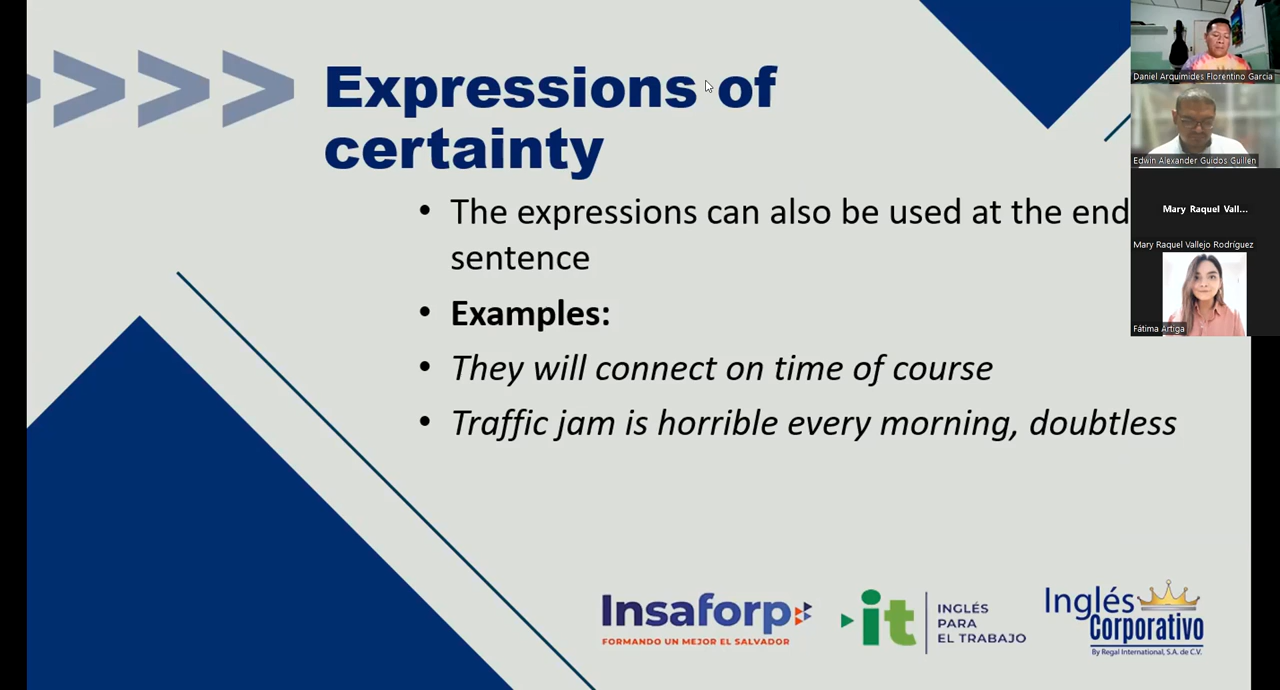 Expressions of
certainty
• The expressions can also be used at the end
sentence
• Examples:
• They will connect on time of course
• Traffic jam is horrible every morning, doubtless
Insaforp
FORMANDO UN MEJOR EL SALVADOR
it
INGLÉS
PARA
EL TRABAJO
Inglés
Corporativo
By Regal International, S.A. de C.V.
Daniel Arquimides Florentino Garcia
Edwin Alexander Guidos Guillen
Mary Raquel Vall...
Mary Raquel Vallejo Rodríguez
Fátima Artiga